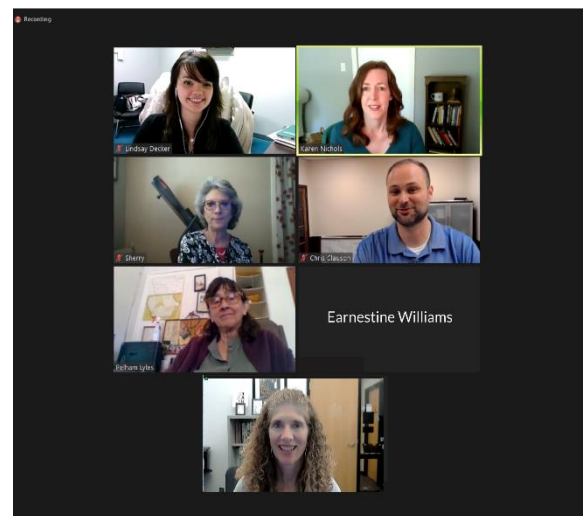 Recording
Lindsay Decker
Karen Nichols
Sherry
Chris Clauson
Pelham Lyles
Earnestine Williams